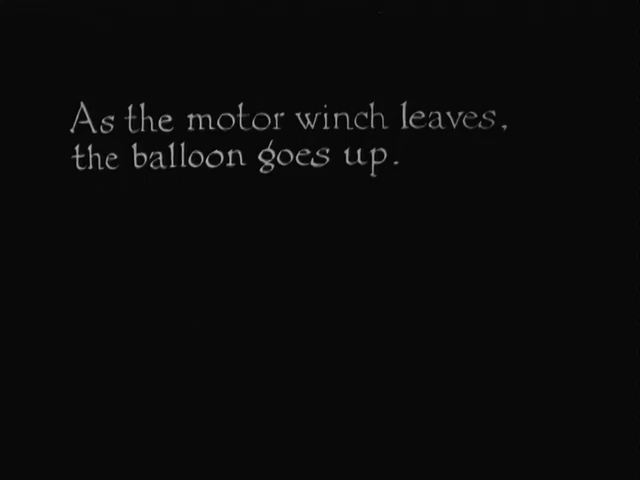 As the motor winch leaves,
the balloon goes up.